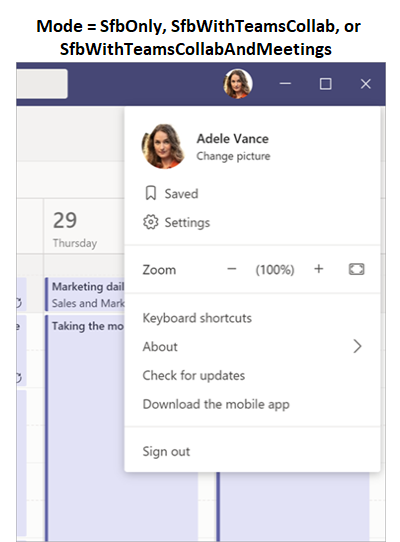 Mode = SfbOnly, SfbWithTeamsCollab, or
SfbWithTeamsCollabAndMeetings
Adele Vance
Change picture
Saved
Settings
29
Thursday
Zoom − (100%) +
Marketing dail
Sales and Mark
Taking the mo
Keyboard shortcuts
About
Check for updates
Download the mobile app
Sign out